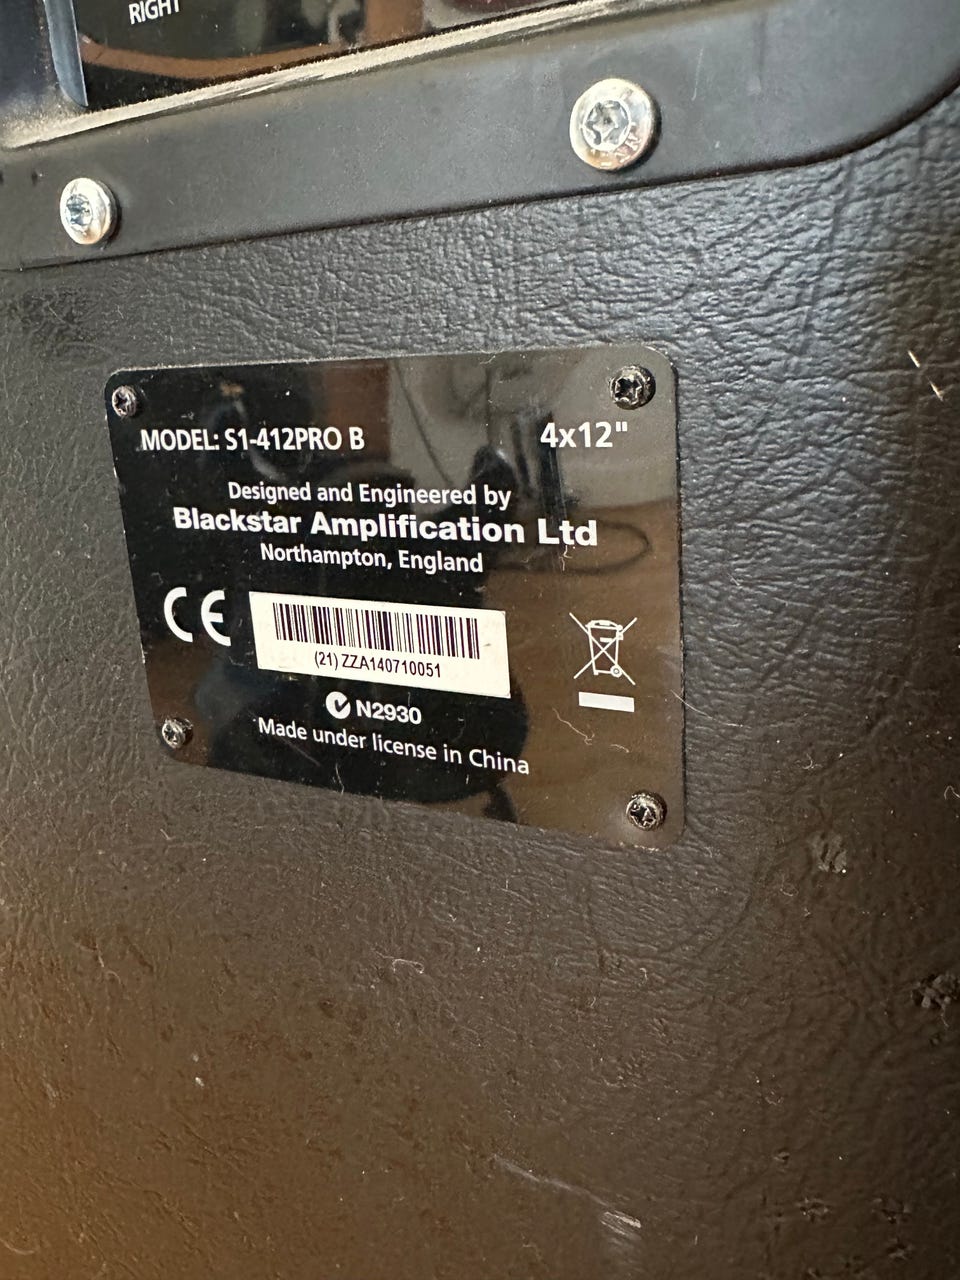 RIGHT
MODEL: S1-412PRO B 4x12"
Designed and Engineered by
Blackstar Amplification Ltd
Northampton, England
CE
(21) ZZA140710051
N2930
Made under license in China